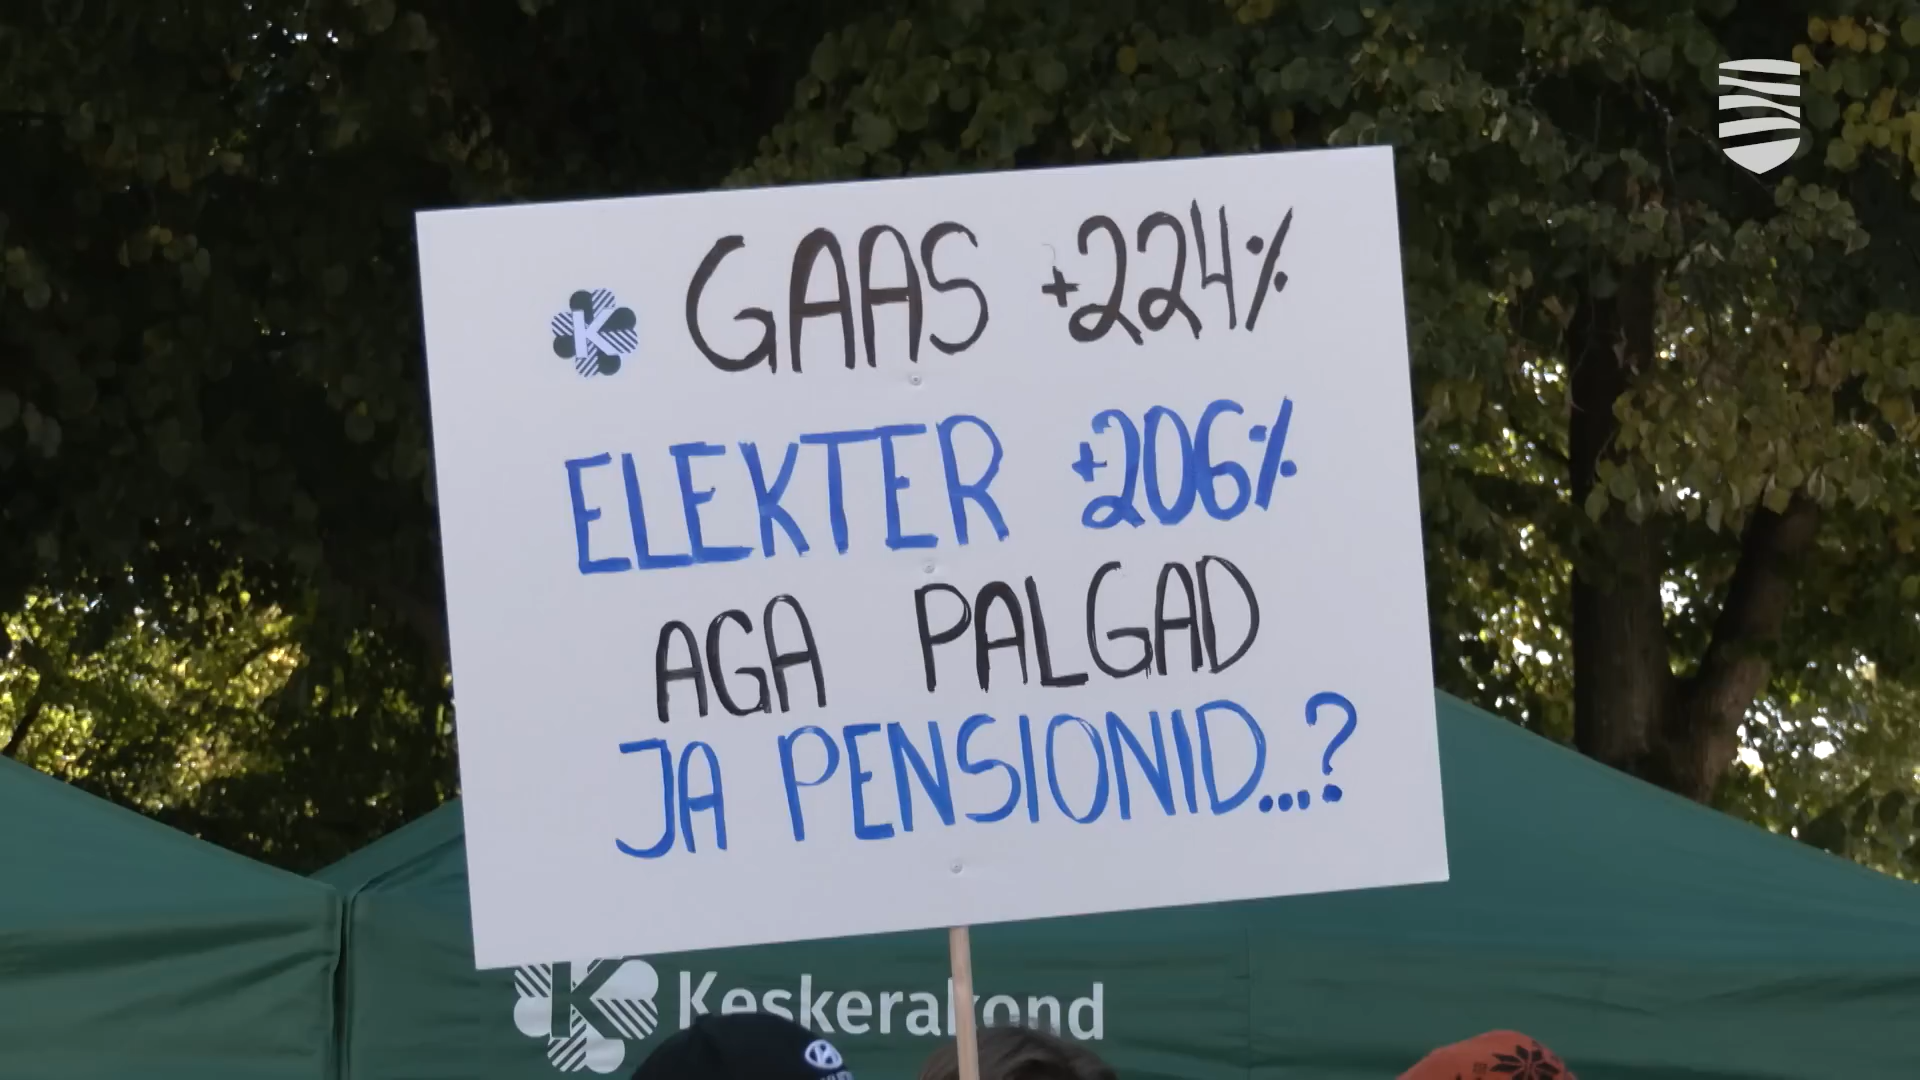 K GAAS +224%
ELEKTER +206%
AGA PALGAD
JA PENSIONID...?
K Keskerakond